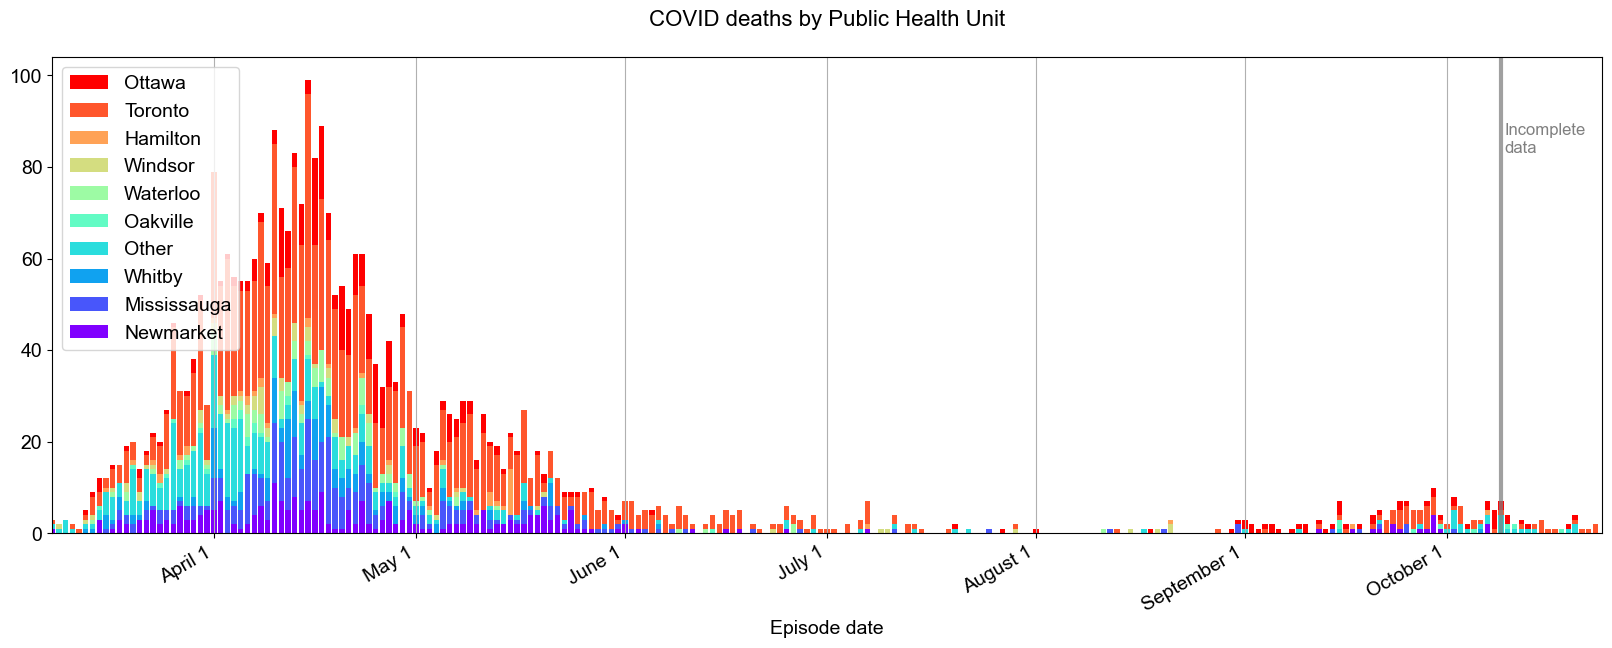 COVID deaths by Public Health Unit
100
80
60
40
20
0
Ottawa
Toronto
Hamilton
Windsor
Waterloo
Oakville
Other
Whitby
Mississauga
Newmarket
Incomplete
data
April 1
May 1
June 1
July 1
August 1
September 1
October 1
Episode date